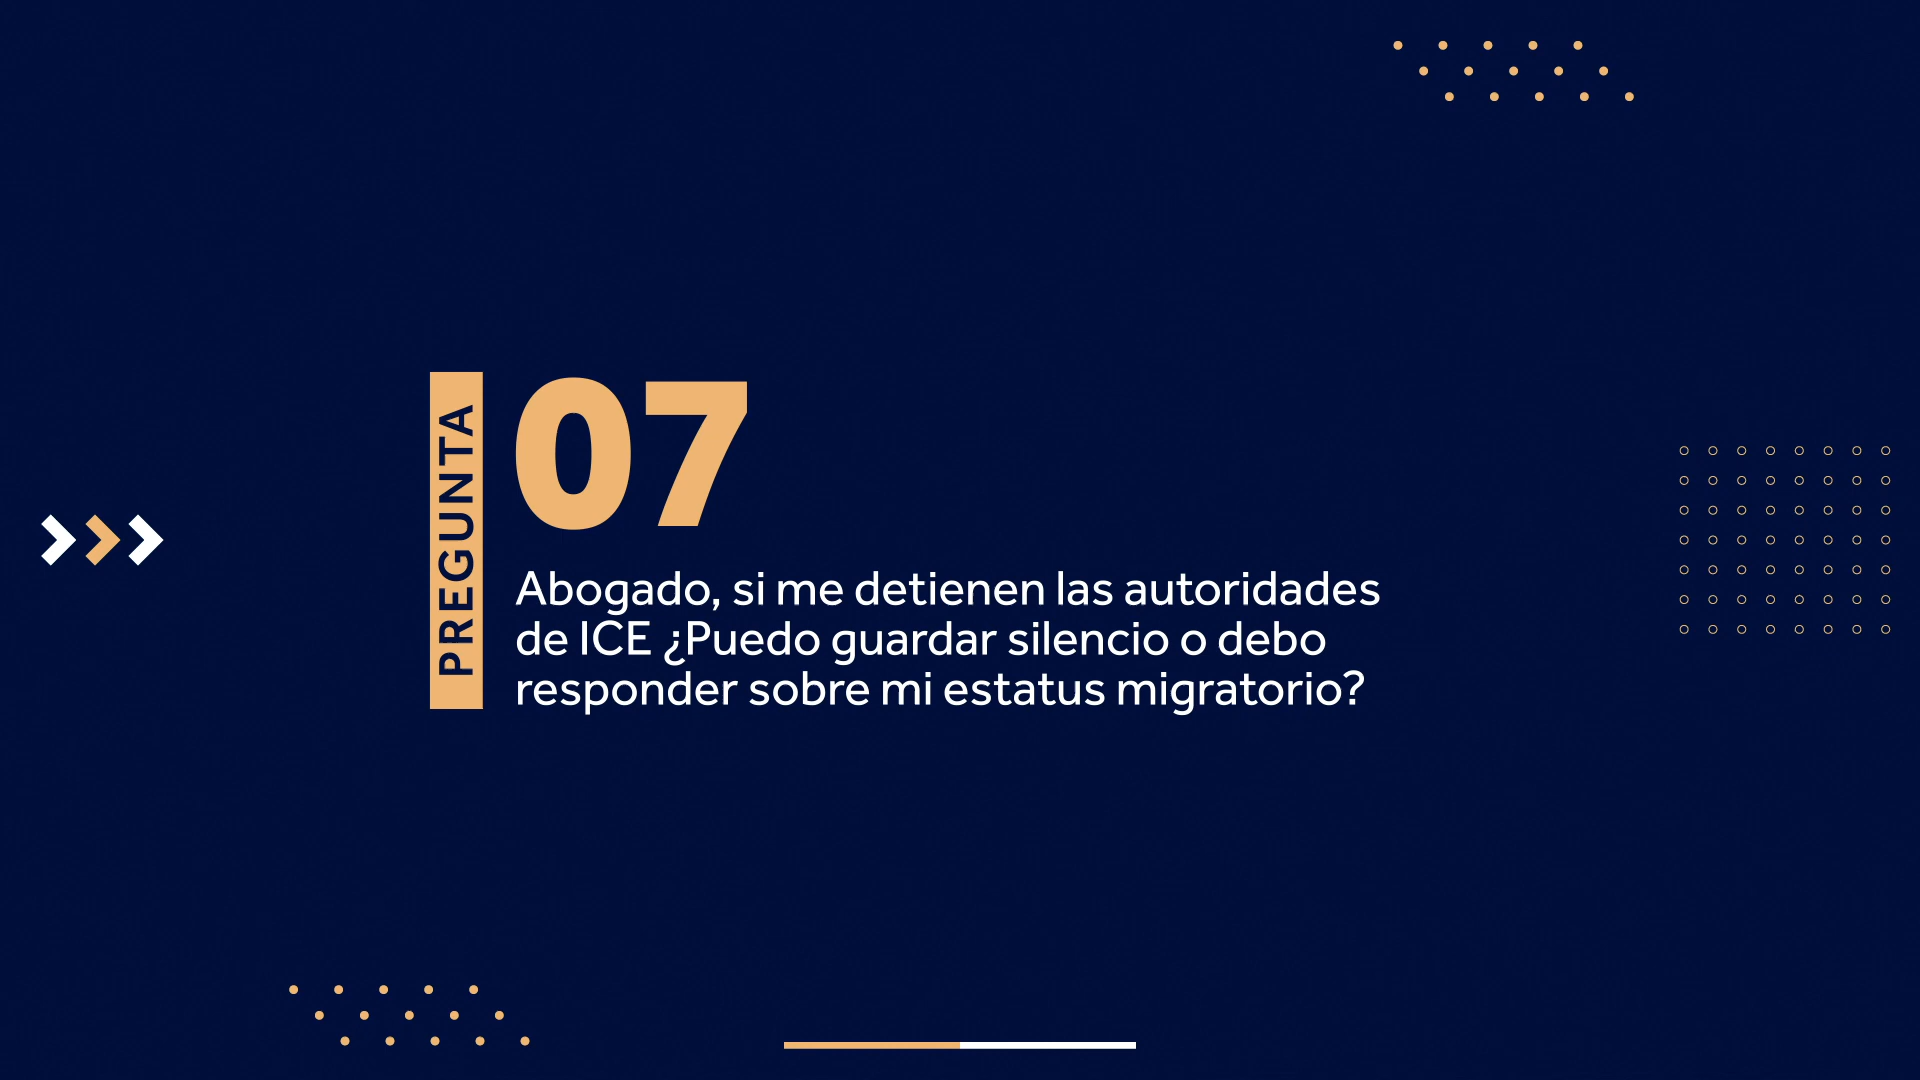 PREGUNTA
07
Abogado, si me detienen las autoridades
de ICE ¿Puedo guardar silencio o debo
responder sobre mi estatus migratorio?